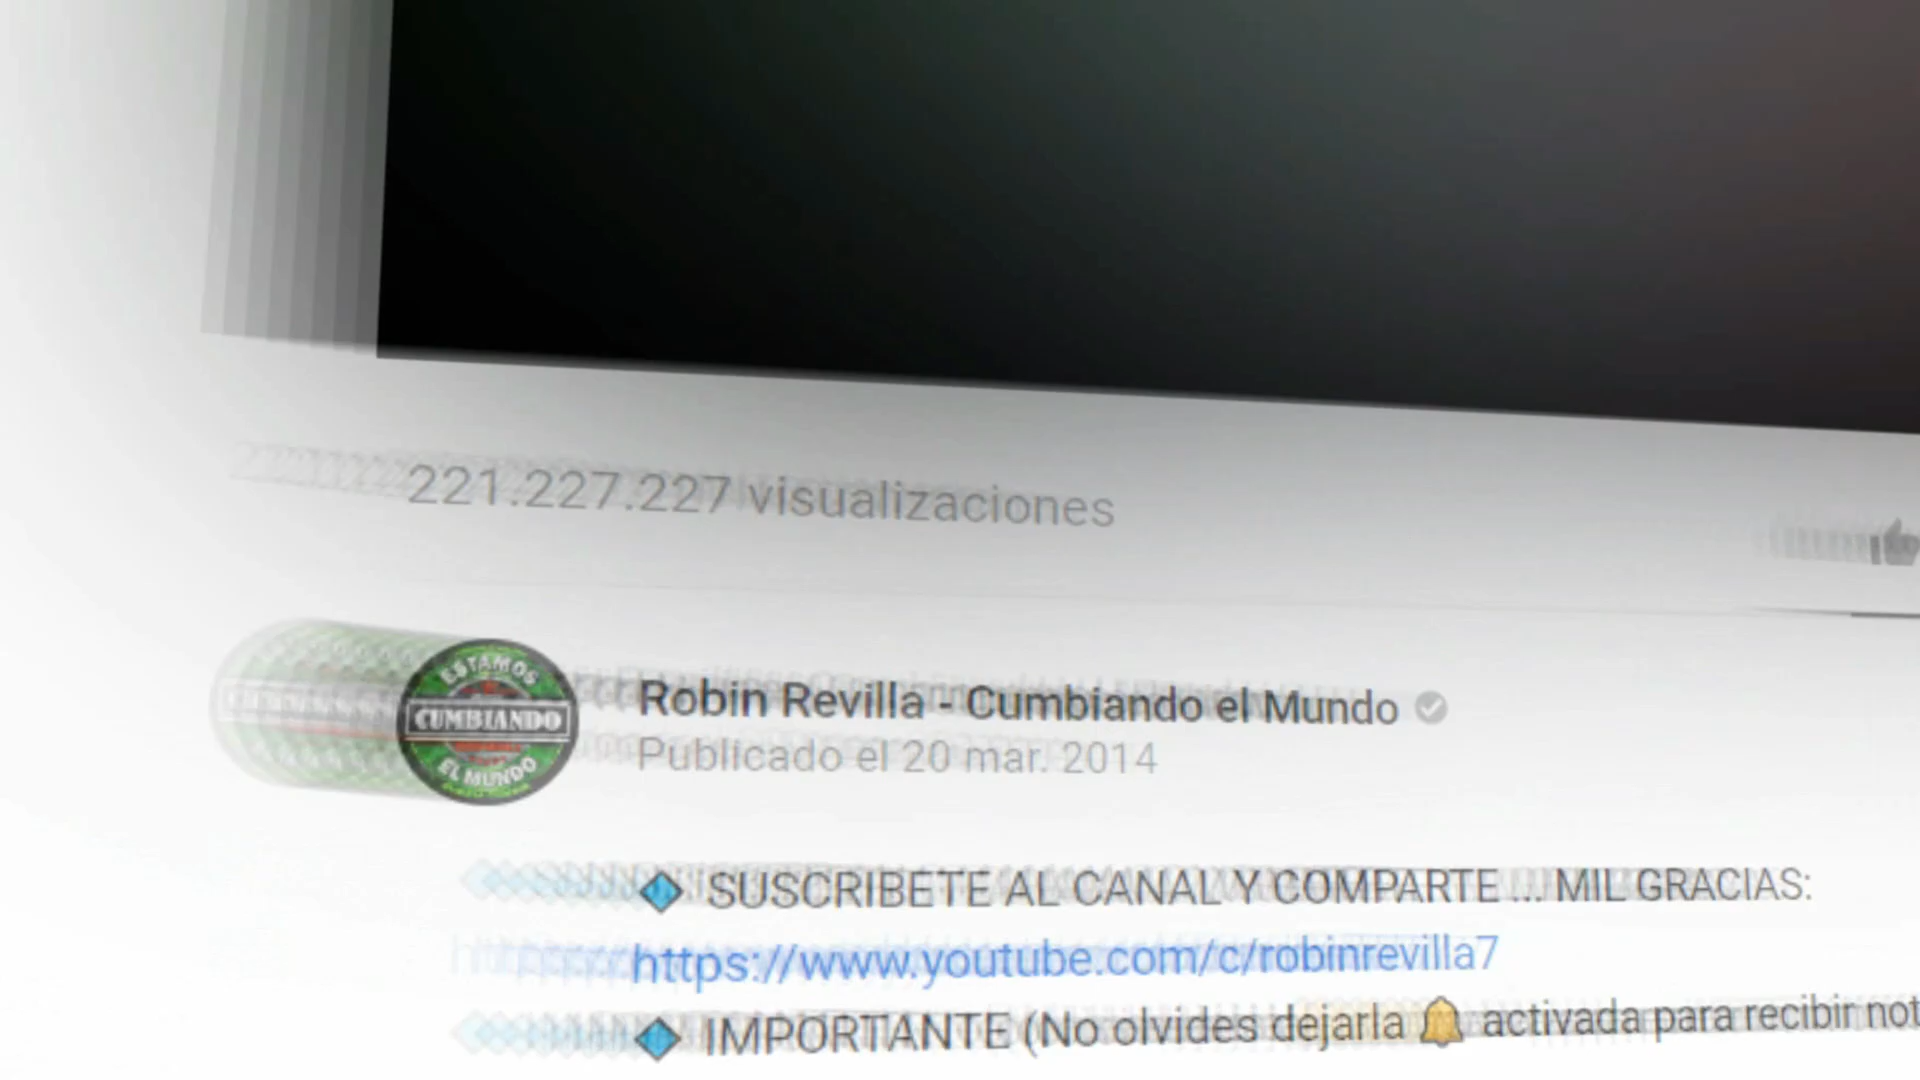 221.227.227 visualizaciones
ESTAMOS
CUMBIANDO
EL MUNDO
Robin Revilla - Cumbiando el Mundo
Publicado el 20 mar. 2014
SUSCRIBETE AL CANAL Y COMPARTE ... MIL GRACIAS:
https://www.youtube.com/c/robinrevilla7
IMPORTANTE (No olvides dejarla 🔔 activada para recibir not